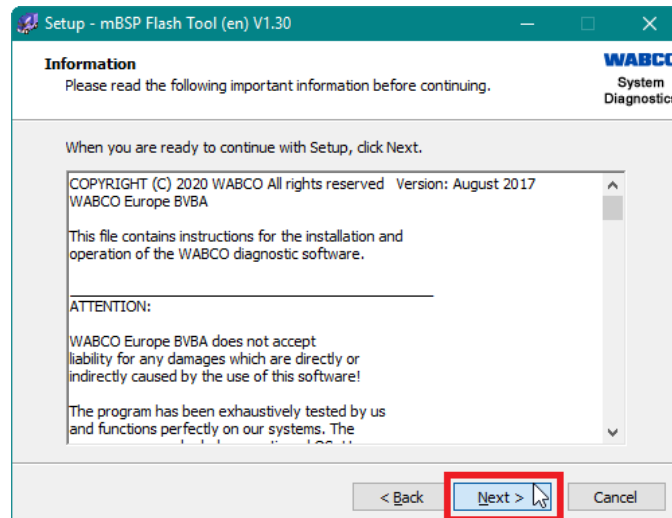 Setup - mBSP Flash Tool (en) V1.30
Information
Please read the following important information before continuing.
WABCO
System
Diagnostics
When you are ready to continue with Setup, click Next.
COPYRIGHT (C) 2020 WABCO All rights reserved Version: August 2017
WABCO Europe BVBA
This file contains instructions for the installation and
operation of the WABCO diagnostic software.
ATTENTION:
WABCO Europe BVBA does not accept
liability for any damages which are directly or
indirectly caused by the use of this software!
The program has been exhaustively tested by us
and functions perfectly on our systems. The
< Back
Next >
Cancel